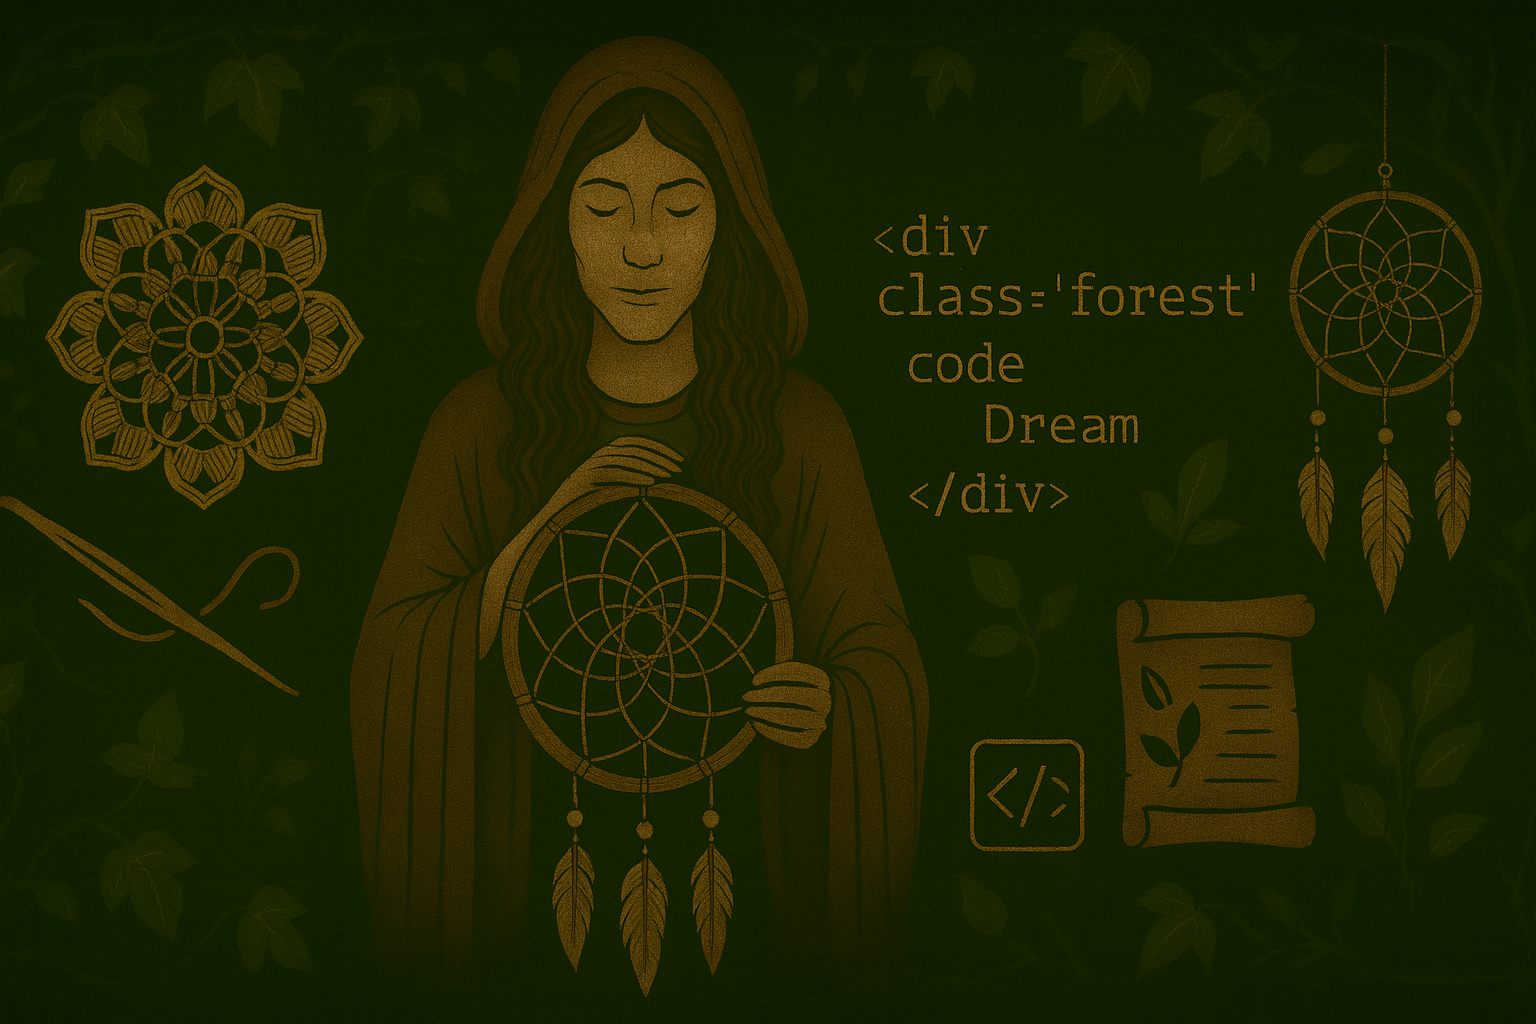 <div
class='forest'
code
Dream
</div>
</>